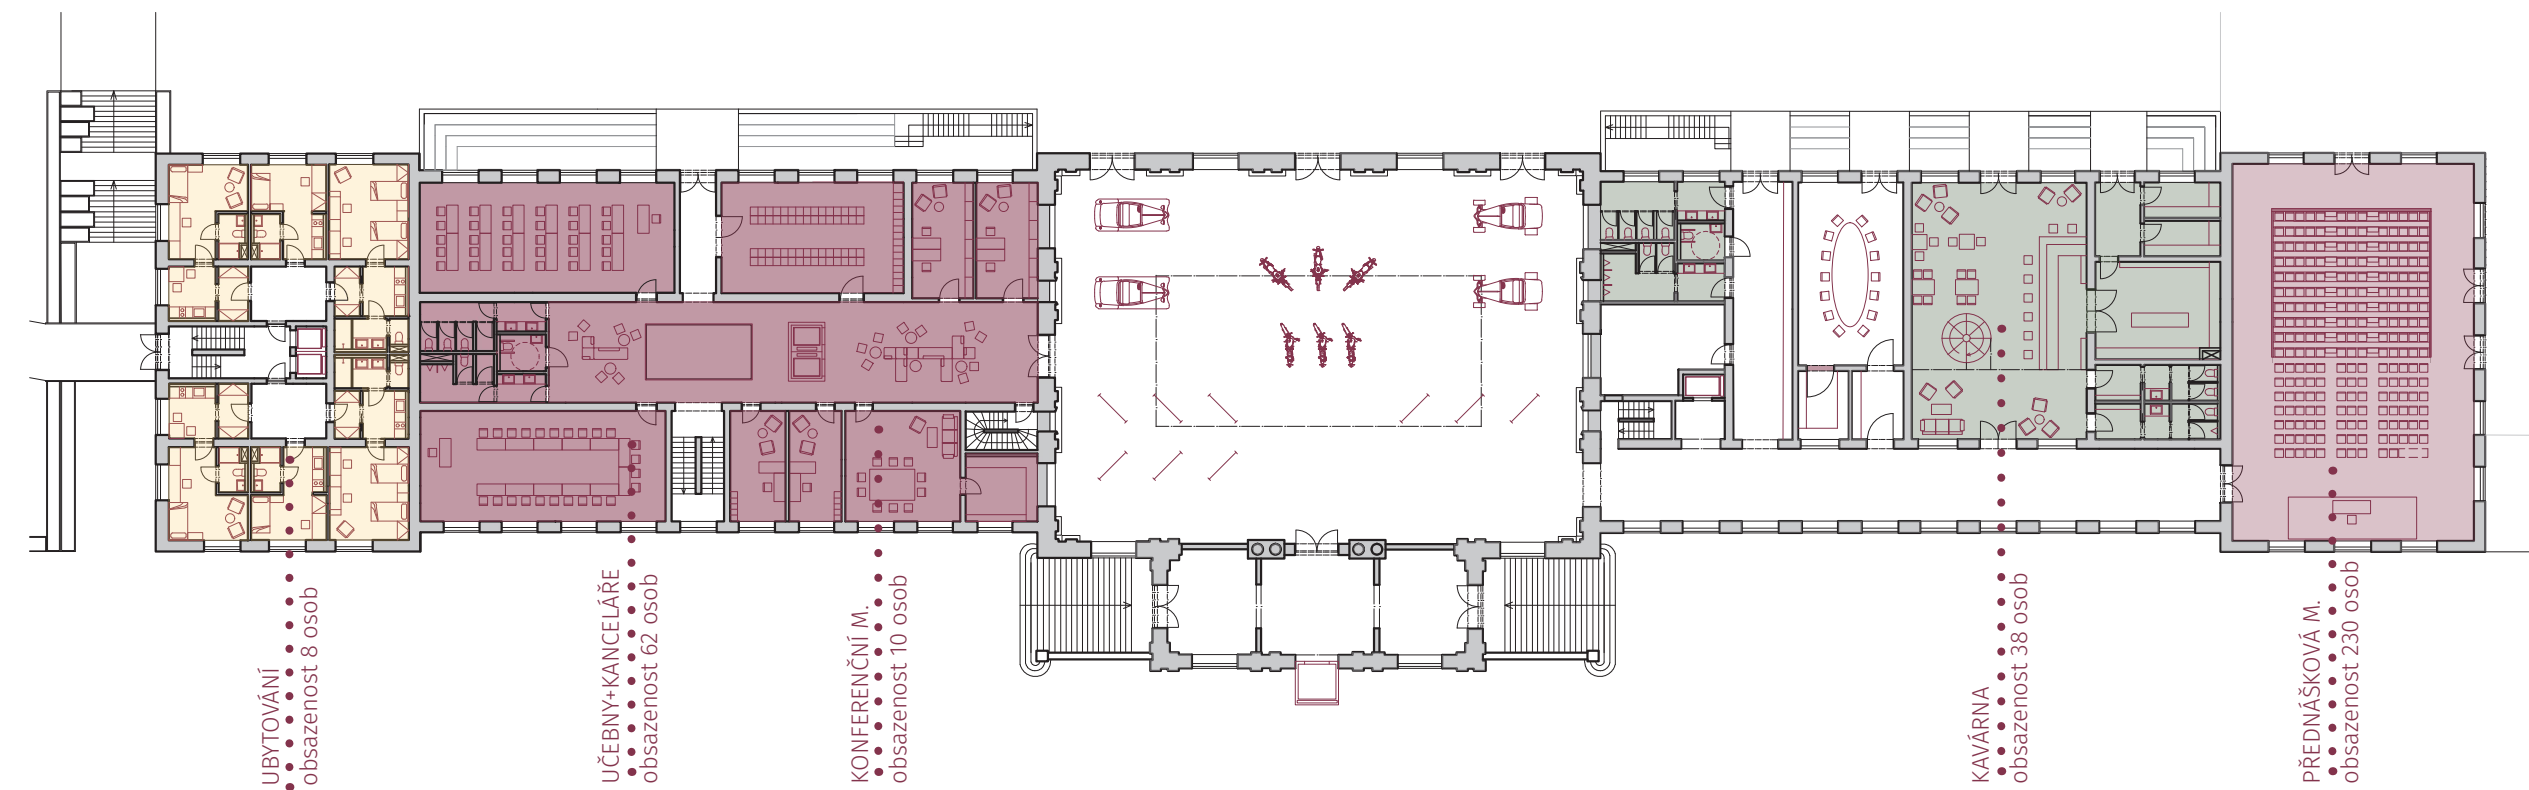 UBYTOVÁNÍ
obsazenost 8 osob
UČEBNY+KANCELÁŘE
obsazenost 62 osob
KONFERENČNÍ M.
obsazenost 10 osob
KAVÁRNA
obsazenost 38 osob
PŘEDNÁŠKOVÁ M.
obsazenost 230 osob